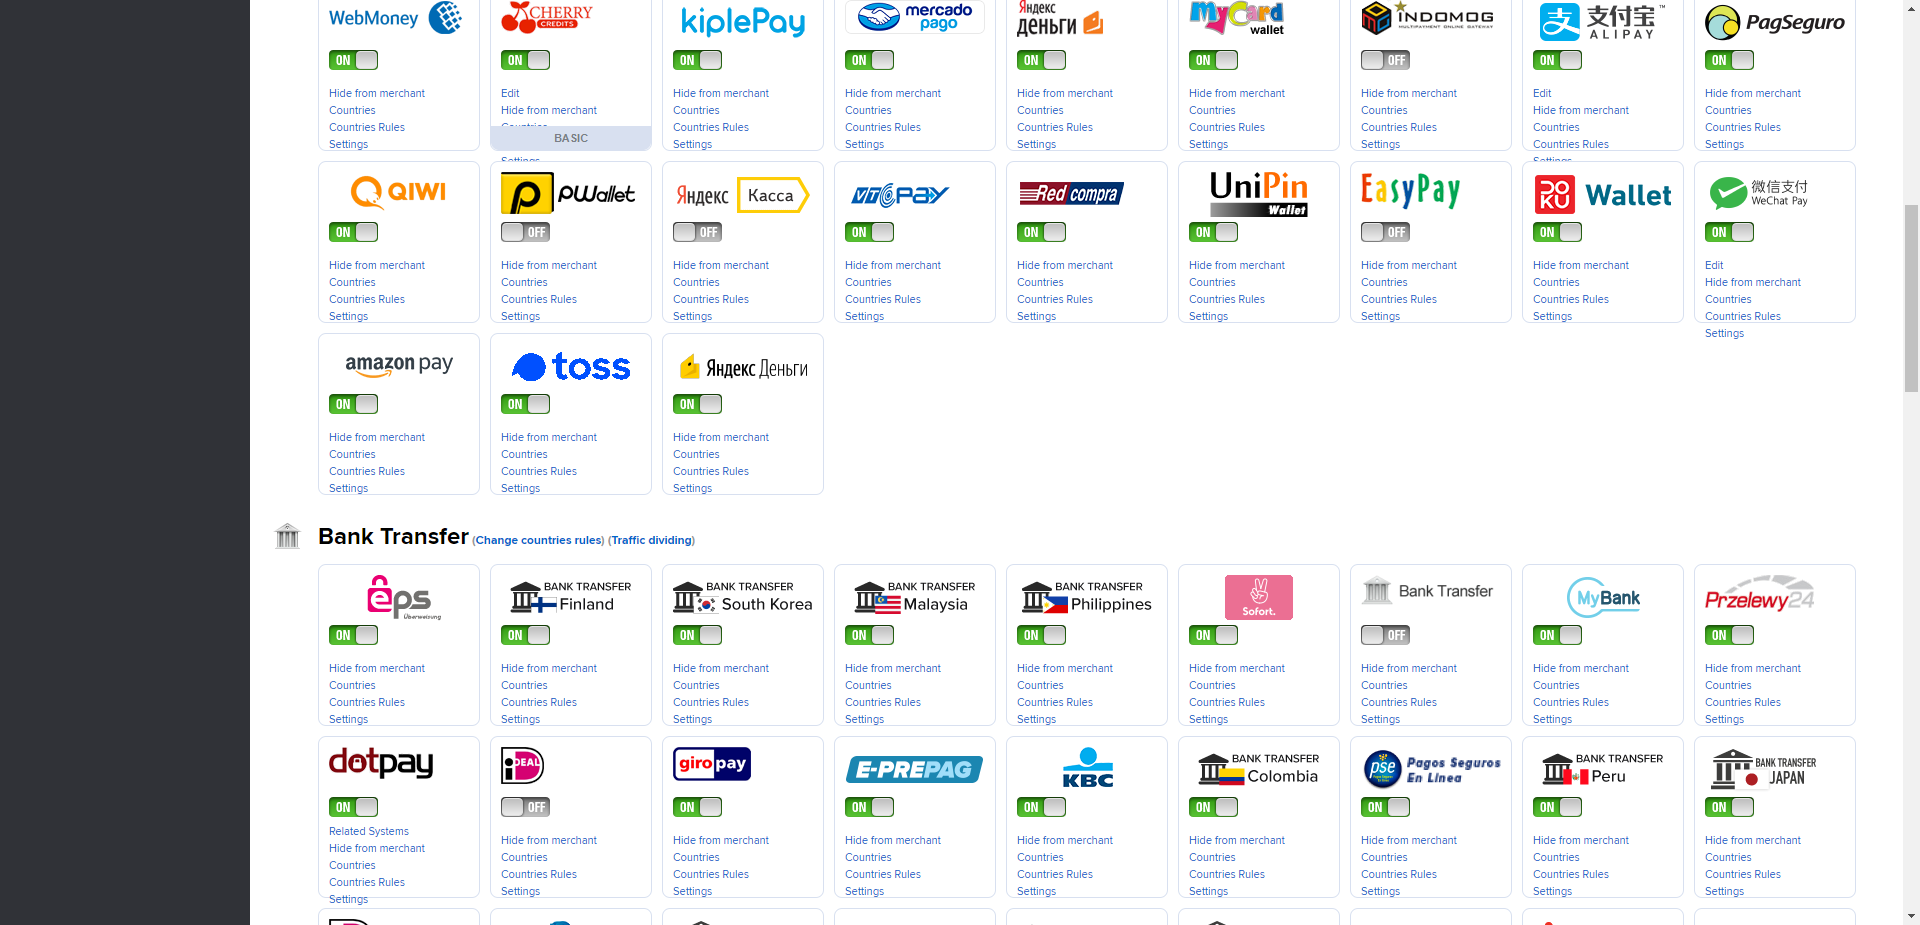 WebMoney
CHERRY CREDITS
kiplePay
mercado pago
Яндекс деньги
MyCard wallet
INDOMOG
MULTIPAYMENT ONLINE GATEWAY
支付宝™
ALIPAY
PagSeguro
ON ON ON ON ON ON OFF ON ON
Hide from merchant
Countries
Countries Rules
Settings
Edit
Hide from merchant
Countries
BASIC
Settings
Hide from merchant
Countries
Countries Rules
Settings
Hide from merchant
Countries
Countries Rules
Settings
Hide from merchant
Countries
Countries Rules
Settings
Hide from merchant
Countries
Countries Rules
Settings
Hide from merchant
Countries
Countries Rules
Settings
Edit
Hide from merchant
Countries
Countries Rules
Settings
Hide from merchant
Countries
Countries Rules
Settings
QIWI
pWallet
Яндекс Касса
VTC PAY
Red compra
UniPin Wallet
EasyPay
DOKU Wallet
微信支付
WeChat Pay
ON OFF OFF ON ON ON OFF ON ON
Hide from merchant
Countries
Countries Rules
Settings
Hide from merchant
Countries
Countries Rules
Settings
Hide from merchant
Countries
Countries Rules
Settings
Hide from merchant
Countries
Countries Rules
Settings
Hide from merchant
Countries
Countries Rules
Settings
Hide from merchant
Countries
Countries Rules
Settings
Hide from merchant
Countries
Countries Rules
Settings
Hide from merchant
Countries
Countries Rules
Settings
Edit
Hide from merchant
Countries
Countries Rules
Settings
amazon pay
toss
Яндекс Деньги
ON ON ON
Hide from merchant
Countries
Countries Rules
Settings
Hide from merchant
Countries
Countries Rules
Settings
Hide from merchant
Countries
Countries Rules
Settings
Bank Transfer (Change countries rules) (Traffic dividing)
eps Überweisung
BANK TRANSFER
Finland
BANK TRANSFER
South Korea
BANK TRANSFER
Malaysia
BANK TRANSFER
Philippines
Sofort.
Bank Transfer
MyBank
Przelewy24
ON ON ON ON ON ON OFF ON ON
Hide from merchant
Countries
Countries Rules
Settings
Hide from merchant
Countries
Countries Rules
Settings
Hide from merchant
Countries
Countries Rules
Settings
Hide from merchant
Countries
Countries Rules
Settings
Hide from merchant
Countries
Countries Rules
Settings
Hide from merchant
Countries
Countries Rules
Settings
Hide from merchant
Countries
Countries Rules
Settings
Hide from merchant
Countries
Countries Rules
Settings
Hide from merchant
Countries
Countries Rules
Settings
dotpay
iDEAL
giropay
E-PREPAG
KBC
BANK TRANSFER
Colombia
pse Pagos Seguros
En Línea
BANK TRANSFER
Peru
BANK TRANSFER
JAPAN
ON OFF ON ON ON ON ON ON ON
Related Systems
Hide from merchant
Countries
Countries Rules
Settings
Hide from merchant
Countries
Countries Rules
Settings
Hide from merchant
Countries
Countries Rules
Settings
Hide from merchant
Countries
Countries Rules
Settings
Hide from merchant
Countries
Countries Rules
Settings
Hide from merchant
Countries
Countries Rules
Settings
Hide from merchant
Countries
Countries Rules
Settings
Hide from merchant
Countries
Countries Rules
Settings
Hide from merchant
Countries
Countries Rules
Settings